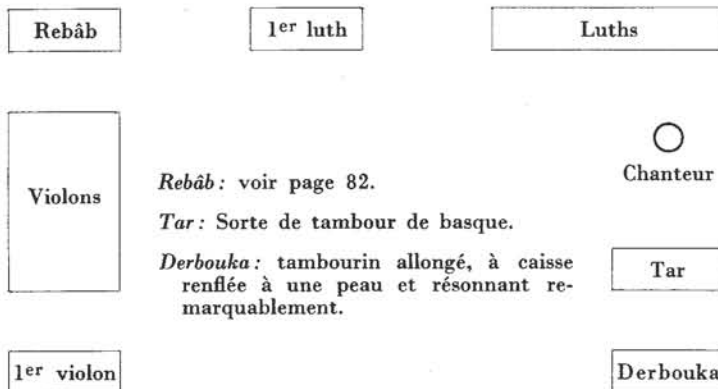 Rebâb
1er luth
Luths
Violons
Chanteur
Rebâb : voir page 82.
Tar : Sorte de tambour de basque.
Derbouka : tambourin allongé, à caisse
renflée à une peau et résonnant re-
marquablement.
Tar
1er violon
Derbouka